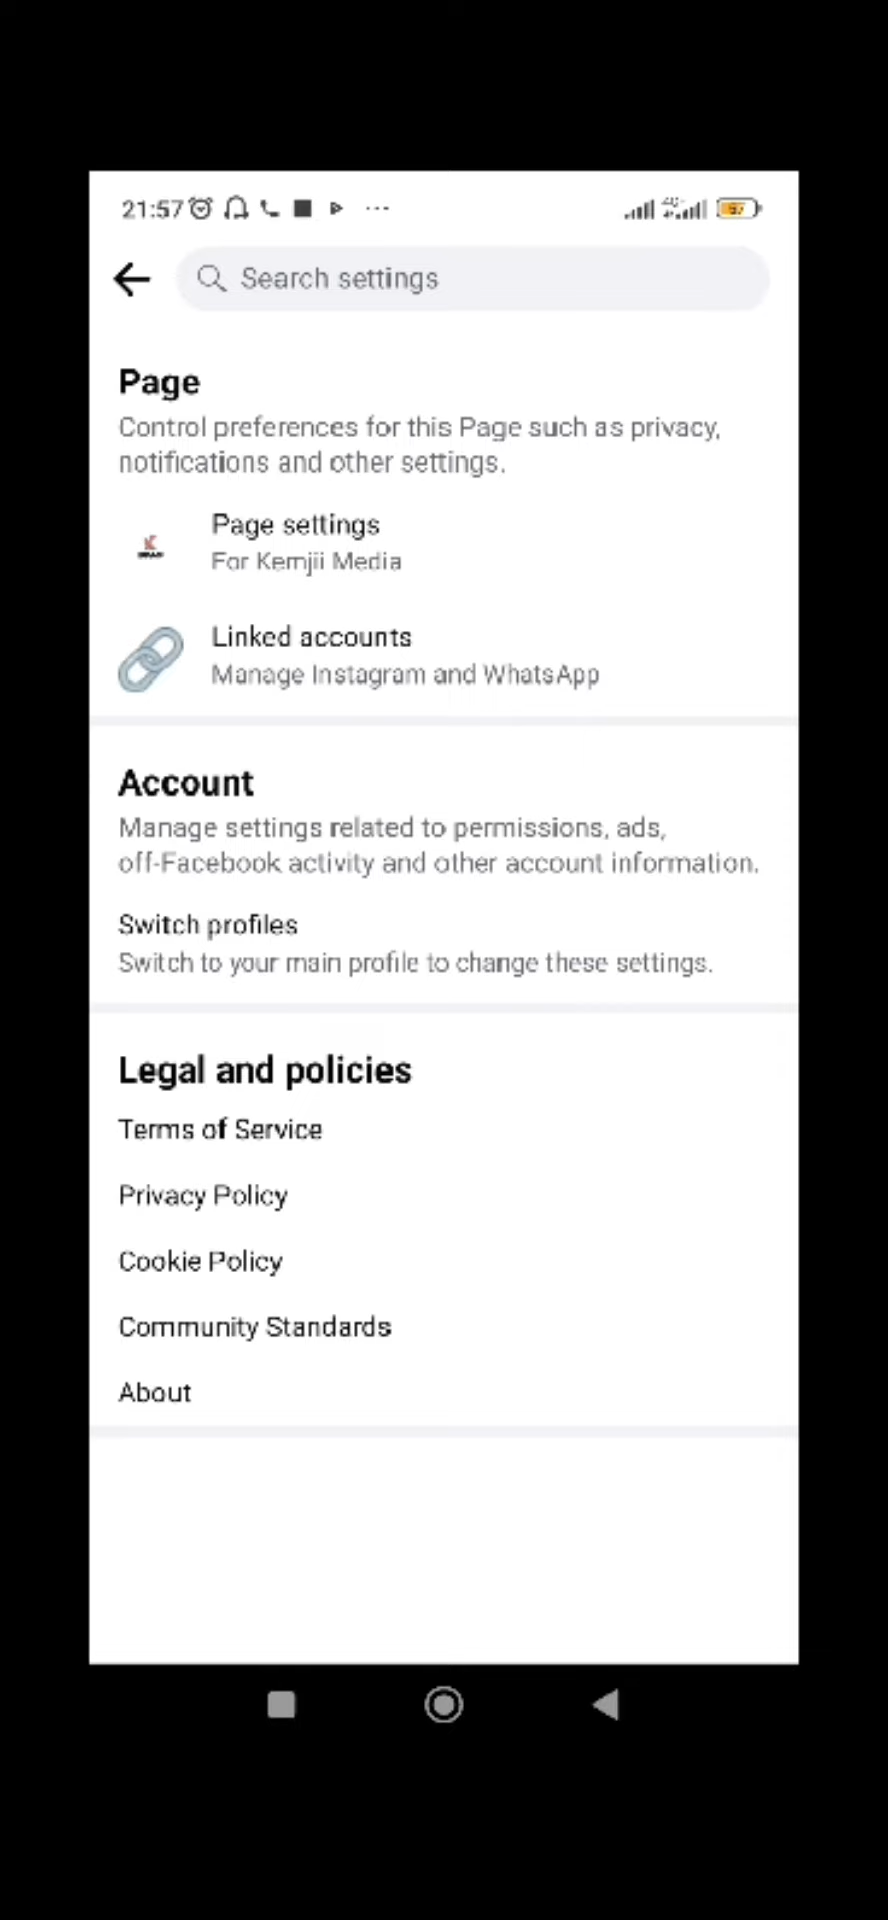 21:57
Search settings
Page
Control preferences for this Page such as privacy,
notifications and other settings.
Page settings
For Kemjii Media
Linked accounts
Manage Instagram and WhatsApp
Account
Manage settings related to permissions, ads,
off-Facebook activity and other account information.
Switch profiles
Switch to your main profile to change these settings.
Legal and policies
Terms of Service
Privacy Policy
Cookie Policy
Community Standards
About